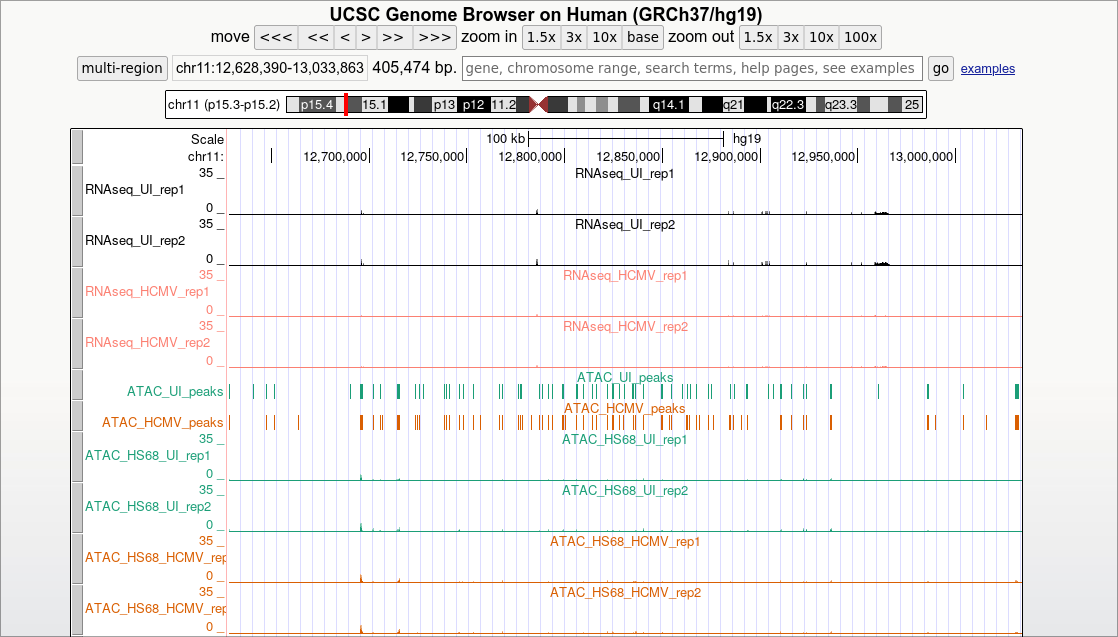 UCSC Genome Browser on Human (GRCh37/hg19)
move <<< << < > >> >>> zoom in 1.5x 3x 10x base zoom out 1.5x 3x 10x 100x
multi-region chr11:12,628,390-13,033,863 405,474 bp. gene, chromosome range, search terms, help pages, see examples go examples
chr11 (p15.3-p15.2) p15.4 15.1 p13 p12 11.2 q14.1 q21 q22.3 q23.3 25
Scale 100 kb hg19
chr11: 12,700,000 12,750,000 12,800,000 12,850,000 12,900,000 12,950,000 13,000,000
35 _ RNAseq_UI_rep1
RNAseq_UI_rep1
0 _
35 _ RNAseq_UI_rep2
RNAseq_UI_rep2
0 _
35 _ RNAseq_HCMV_rep1
RNAseq_HCMV_rep1
0 _
35 _ RNAseq_HCMV_rep2
RNAseq_HCMV_rep2
0 _
ATAC_UI_peaks
ATAC_UI_peaks
ATAC_HCMV_peaks
ATAC_HCMV_peaks
35 _ ATAC_HS68_UI_rep1
ATAC_HS68_UI_rep1
0 _
35 _ ATAC_HS68_UI_rep2
ATAC_HS68_UI_rep2
0 _
35 _ ATAC_HS68_HCMV_rep1
ATAC_HS68_HCMV_rep
0 _
35 _ ATAC_HS68_HCMV_rep2
ATAC_HS68_HCMV_rep
0 _